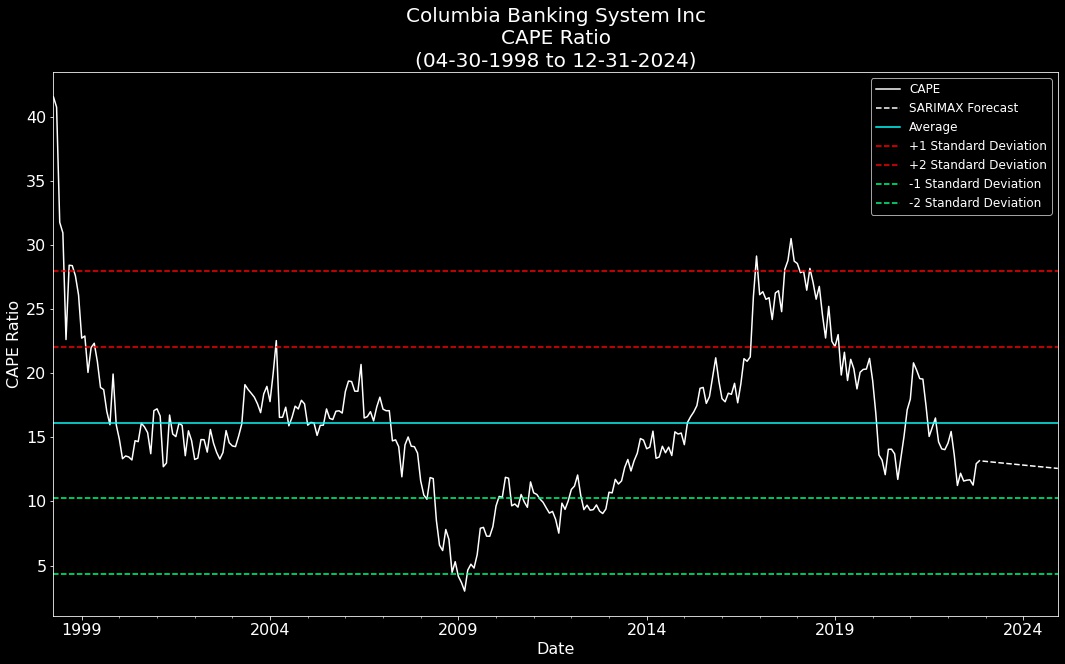 Columbia Banking System Inc
CAPE Ratio
(04-30-1998 to 12-31-2024)
CAPE
SARIMAX Forecast
Average
+1 Standard Deviation
+2 Standard Deviation
-1 Standard Deviation
-2 Standard Deviation
40
35
30
25
20
15
10
5
CAPE Ratio
1999
2004
2009
2014
2019
2024
Date